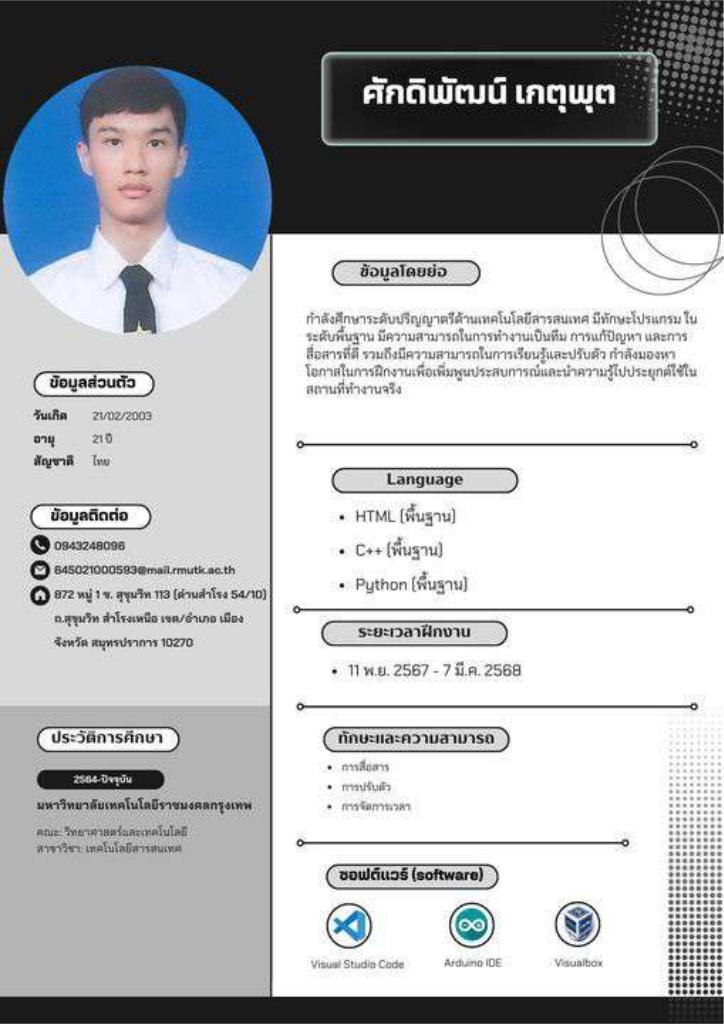 ศักดิพัฒน์ เกตุพุต
ข้อมูลส่วนตัว
วันเกิด 21/02/2003
อายุ 21 ปี
สัญชาติ ไทย
ข้อมูลติดต่อ
0943248096
645021000593@mail.rmutk.ac.th
872 หมู่ 1 ซ. สุขุมวิท 113 (ด่านสำโรง 54/10)
ถ.สุขุมวิท สำโรงเหนือ เขต/อำเภอ เมือง
จังหวัด สมุทรปราการ 10270
ประวัติการศึกษา
2564-ปัจจุบัน
มหาวิทยาลัยเทคโนโลยีราชมงคลกรุงเทพ
คณะ: วิทยาศาสตร์และเทคโนโลยี
สาขาวิชา: เทคโนโลยีสารสนเทศ
ข้อมูลโดยย่อ
กำลังศึกษาระดับปริญญาตรีด้านเทคโนโลยีสารสนเทศ มีทักษะโปรแกรม ใน
ระดับพื้นฐาน มีความสามารถในการทำงานเป็นทีม การแก้ปัญหา และการ
สื่อสารที่ดี รวมถึงมีความสามารถในการเรียนรู้และปรับตัว กำลังมองหา
โอกาสในการฝึกงานเพื่อเพิ่มพูนประสบการณ์และนำความรู้ไปประยุกต์ใช้ใน
สถานที่ทำงานจริง
Language
• HTML (พื้นฐาน)
• C++ (พื้นฐาน)
• Python (พื้นฐาน)
ระยะเวลาฝึกงาน
• 11 พ.ย. 2567 - 7 มี.ค. 2568
ทักษะและความสามารถ
• การสื่อสาร
• การปรับตัว
• การจัดการเวลา
ซอฟต์แวร์ (software)
Visual Studio Code
Arduino IDE
Visualbox